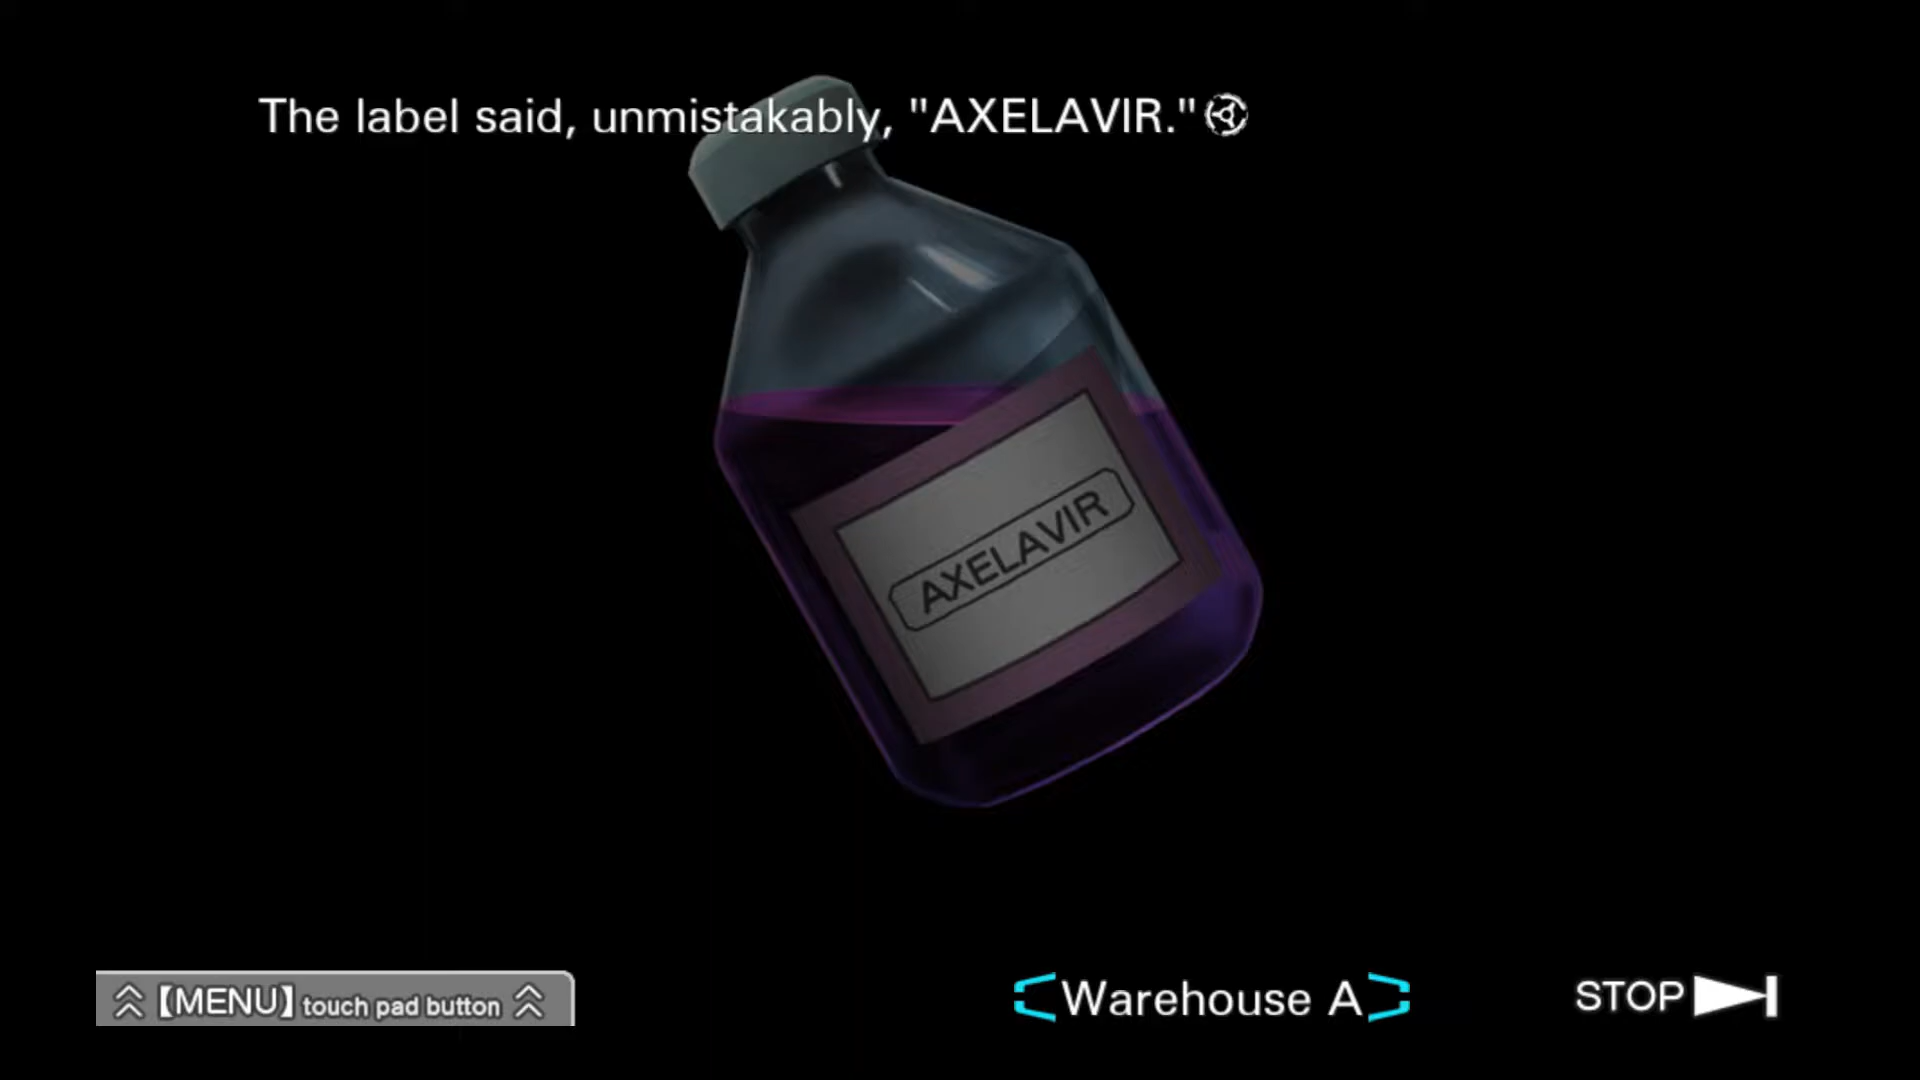 The label said, unmistakably, "AXELAVIR."
AXELAVIR
【MENU】touch pad button
Warehouse A
STOP